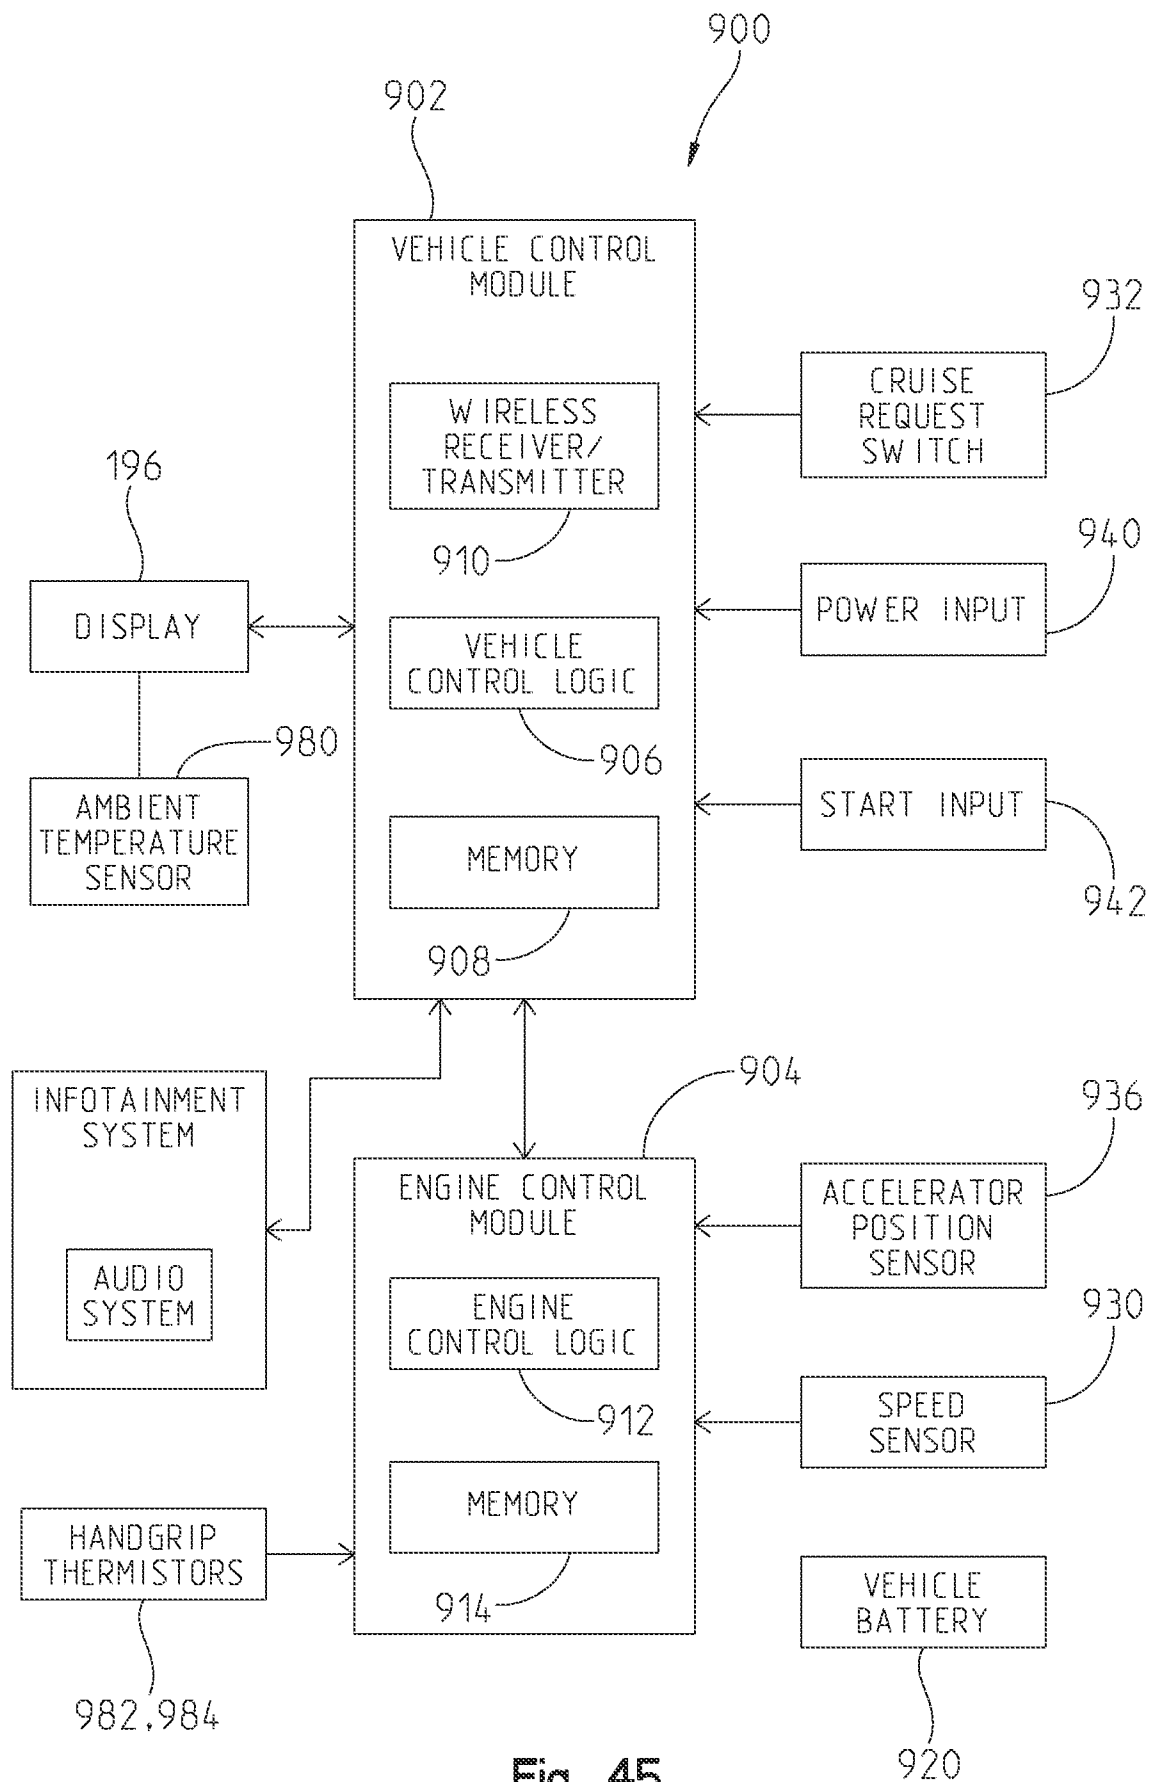 900
902
VEHICLE CONTROL
MODULE
932
CRUISE
REQUEST
SWITCH
WIRELESS
RECEIVER/
TRANSMITTER
910
196
DISPLAY
940
POWER INPUT
VEHICLE
CONTROL LOGIC
906
980
AMBIENT
TEMPERATURE
SENSOR
START INPUT
942
MEMORY
908
904
INFOTAINMENT
SYSTEM
AUDIO
SYSTEM
ENGINE CONTROL
MODULE
936
ACCELERATOR
POSITION
SENSOR
ENGINE
CONTROL LOGIC
912
930
SPEED
SENSOR
MEMORY
914
HANDGRIP
THERMISTORS
982,984
VEHICLE
BATTERY
920
Fig. 45